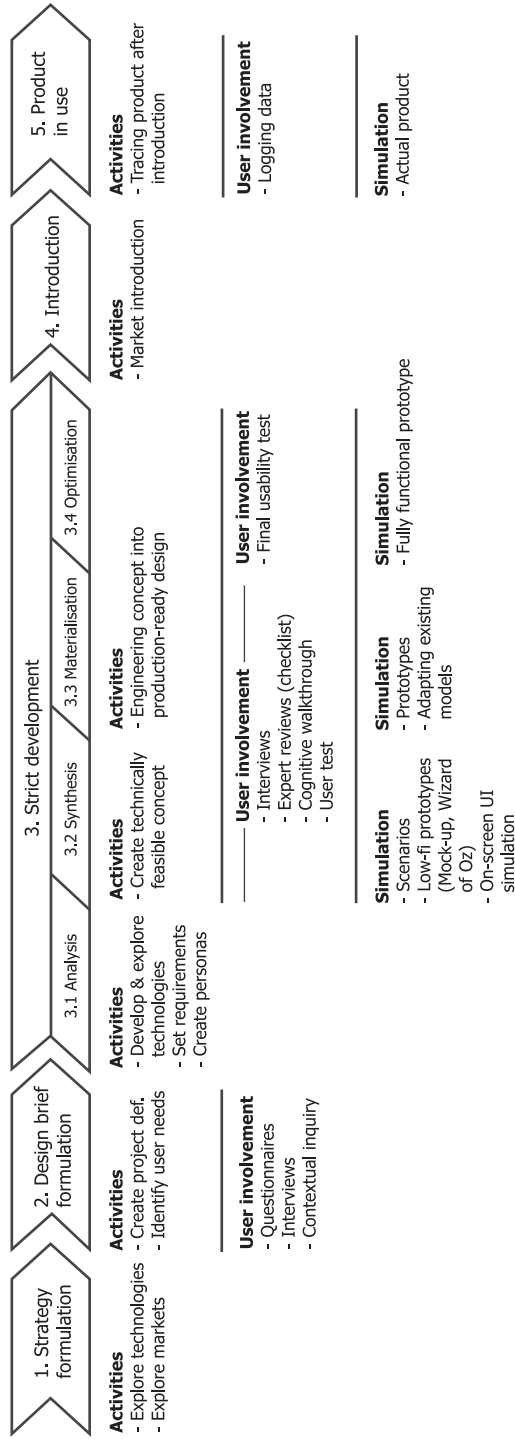 1. Strategy
formulation
2. Design brief
formulation
3. Strict development
3.1 Analysis
3.2 Synthesis
3.3 Materialisation
3.4 Optimisation
4. Introduction
5. Product
in use
Activities
- Explore technologies
- Explore markets
Activities
- Create project def.
- Identify user needs
Activities
- Develop & explore
technologies
- Set requirements
- Create personas
Activities
- Create technically
feasible concept
Activities
- Engineering concept into
production-ready design
Activities
- Market introduction
Activities
- Tracing product after
introduction
User involvement
- Questionnaires
- Interviews
- Contextual inquiry
User involvement
- Interviews
- Expert reviews (checklist)
- Cognitive walkthrough
- User test
User involvement
- Final usability test
User involvement
- Logging data
Simulation
- Scenarios
- Low-fi prototypes
(Mock-up, Wizard
of Oz)
- On-screen UI
simulation
Simulation
- Prototypes
- Adapting existing
models
Simulation
- Fully functional prototype
Simulation
- Actual product